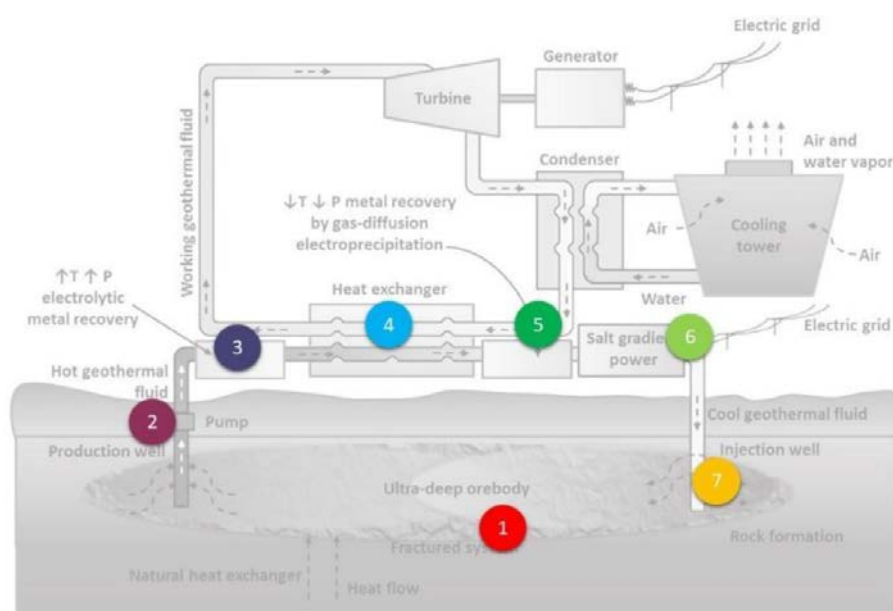 Electric grid
Generator
Turbine
Air and
water vapor
Condenser
Working geothermal fluid
↓T ↓ P metal recovery
by gas-diffusion
electroprecipitation
Cooling
tower
Air
Air
↑T ↑ P
electrolytic
metal recovery
Heat exchanger
Water
Electric grid
3
4
5
Salt
power
6
Hot geothermal
fluid
2
Pump
Cool geothermal fluid
Production well
Injection well
7
Ultra-deep orebody
1
Fractured
Rock formation
Natural heat exchanger
Heat flow